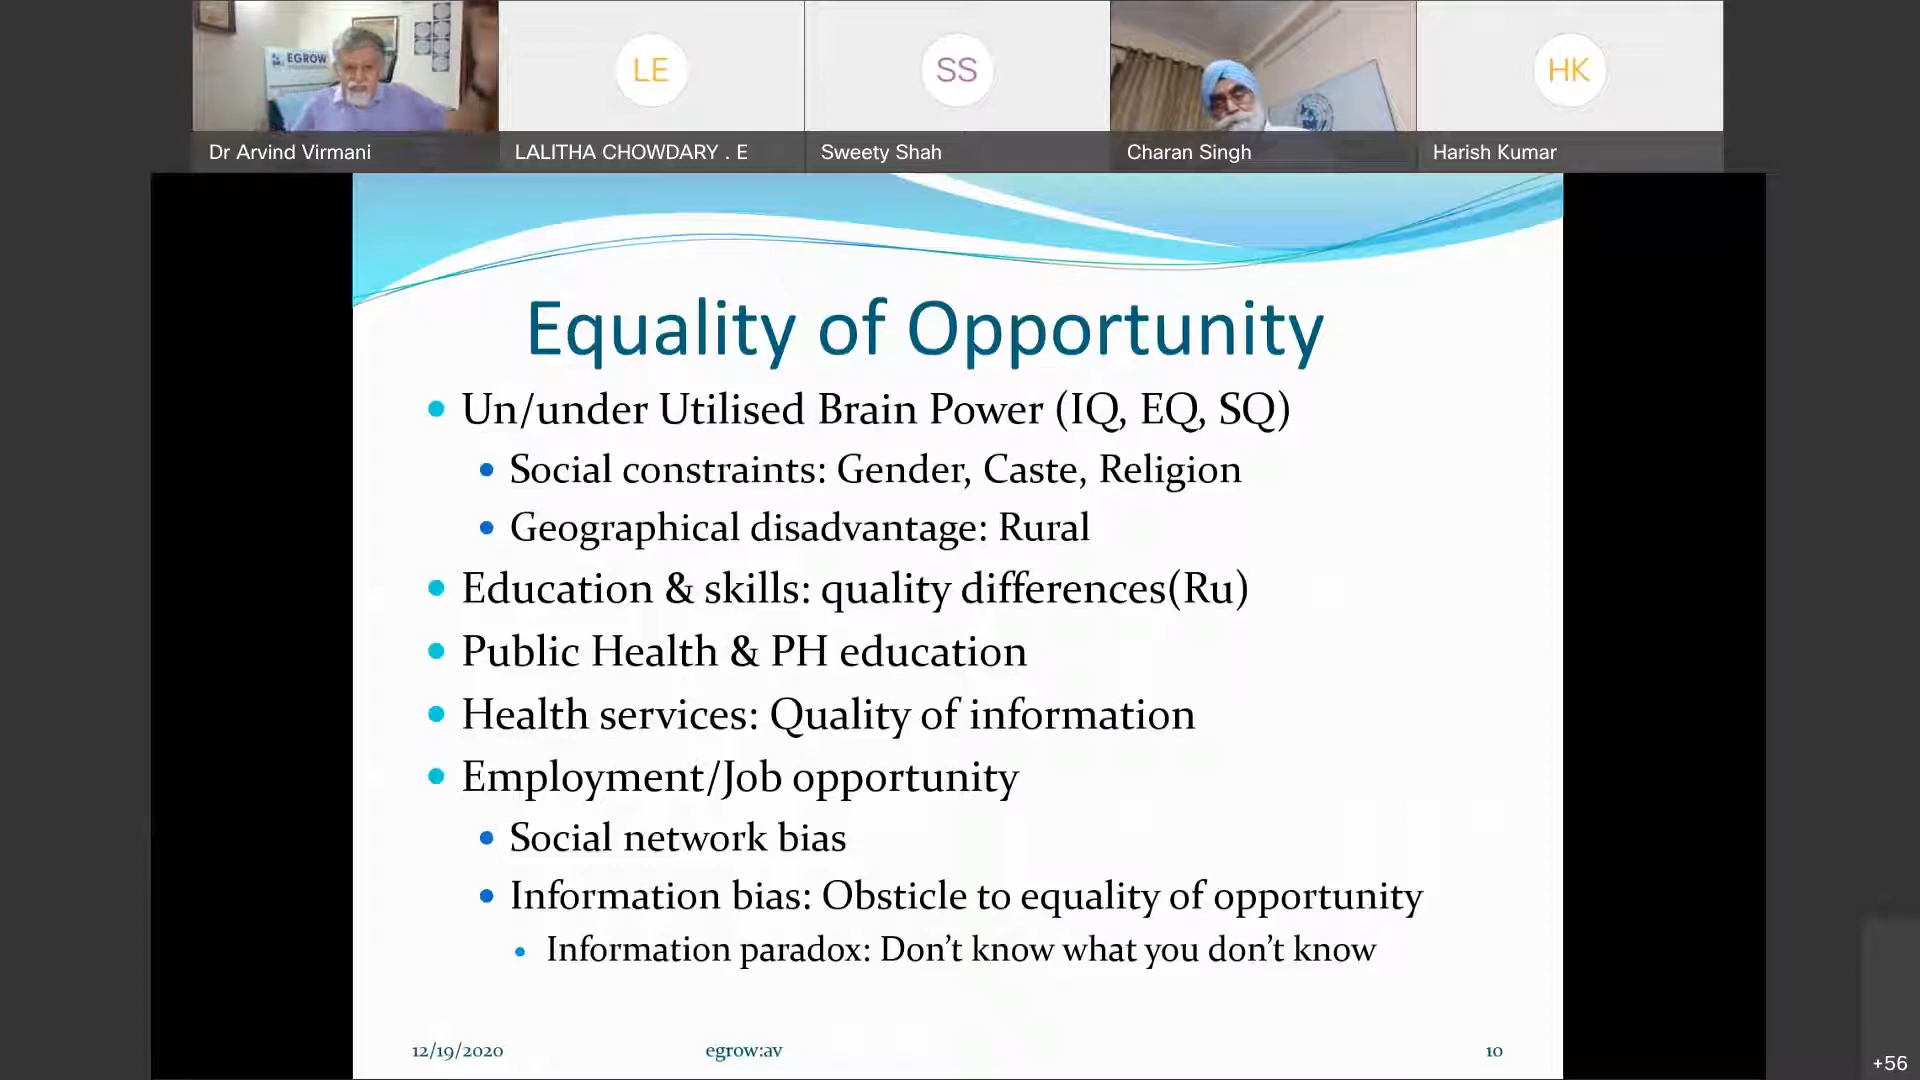 EGROW
LE
SS
HK
Dr Arvind Virmani
LALITHA CHOWDARY . E
Sweety Shah
Charan Singh
Harish Kumar
Equality of Opportunity
Un/under Utilised Brain Power (IQ, EQ, SQ)
Social constraints: Gender, Caste, Religion
Geographical disadvantage: Rural
Education & skills: quality differences(Ru)
Public Health & PH education
Health services: Quality of information
Employment/Job opportunity
Social network bias
Information bias: Obsticle to equality of opportunity
Information paradox: Don't know what you don't know
12/19/2020
egrow:av
10
+56